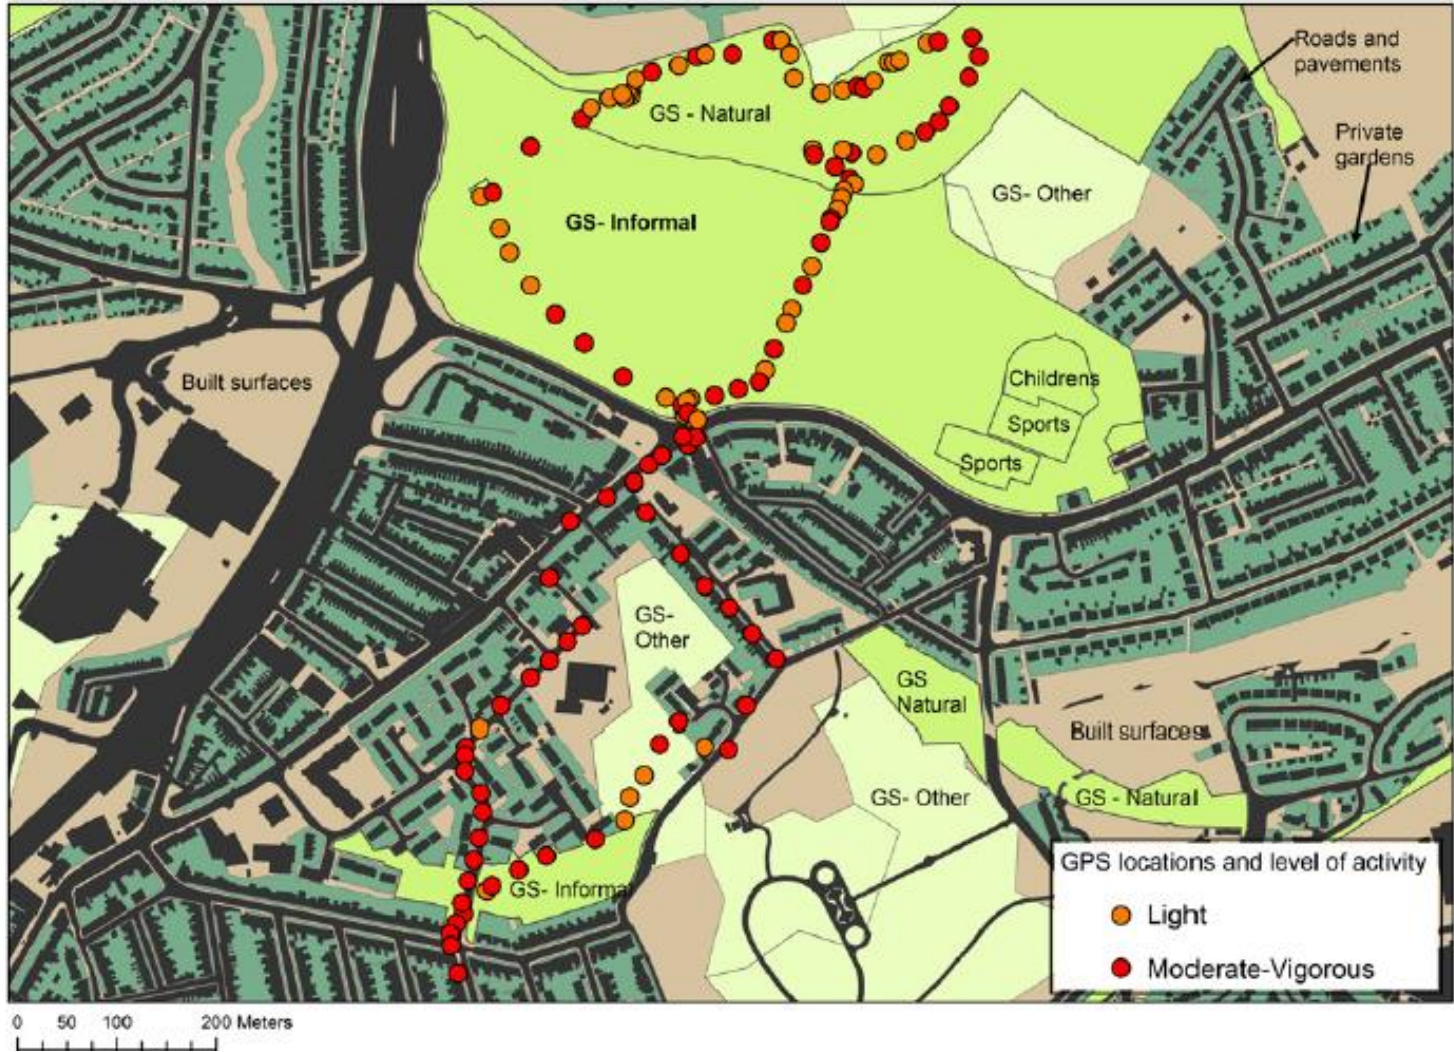 Roads and
pavements
GS - Natural
Private
gardens
GS- Other
GS- Informal
Built surfaces
Childrens
Sports
Sports
GS-
Other
GS
Natural
Built surfaces
GS- Other
GS - Natural
GS- Informal
GPS locations and level of activity
Light
Moderate-Vigorous
0 50 100 200 Meters